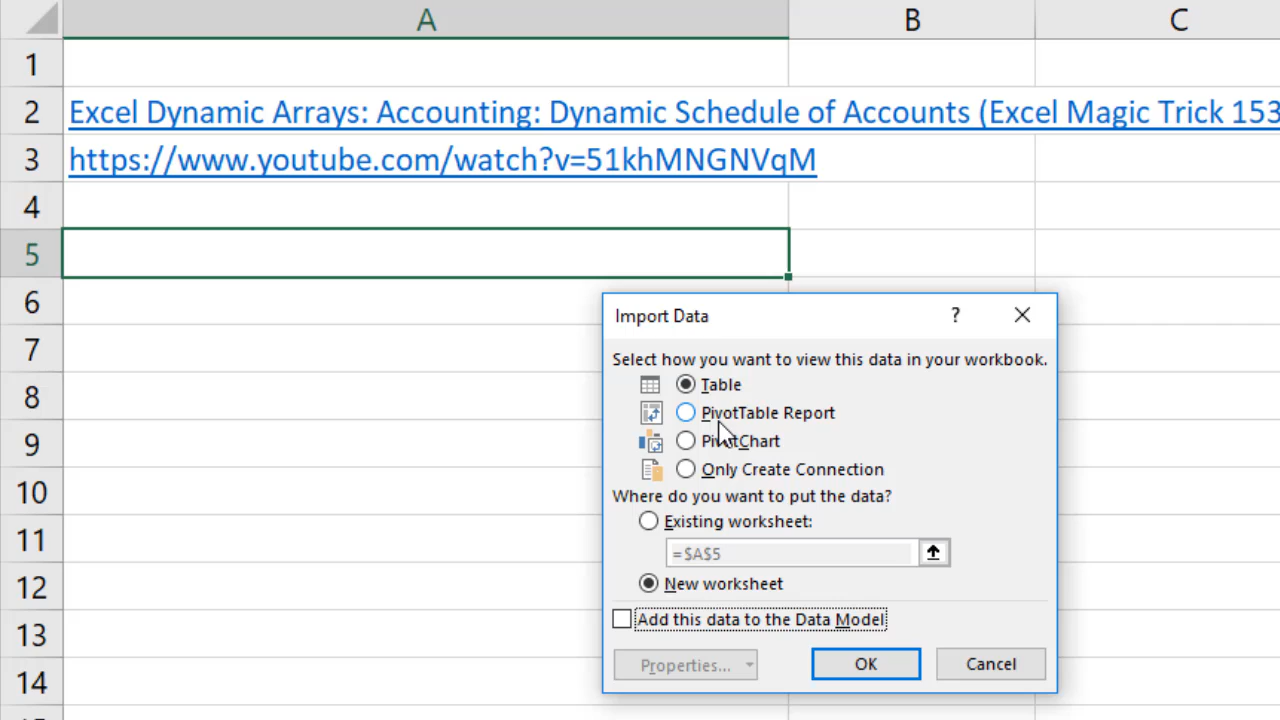 A B C
1
2 Excel Dynamic Arrays: Accounting: Dynamic Schedule of Accounts (Excel Magic Trick 153
3 https://www.youtube.com/watch?v=51khMNGNVqM
4
5
6
Import Data ?
7
Select how you want to view this data in your workbook.
Table
8
PivotTable Report
9
PivotChart
Only Create Connection
10
Where do you want to put the data?
11
Existing worksheet:
=$A$5
12
New worksheet
13
Add this data to the Data Model
14
Properties... OK Cancel